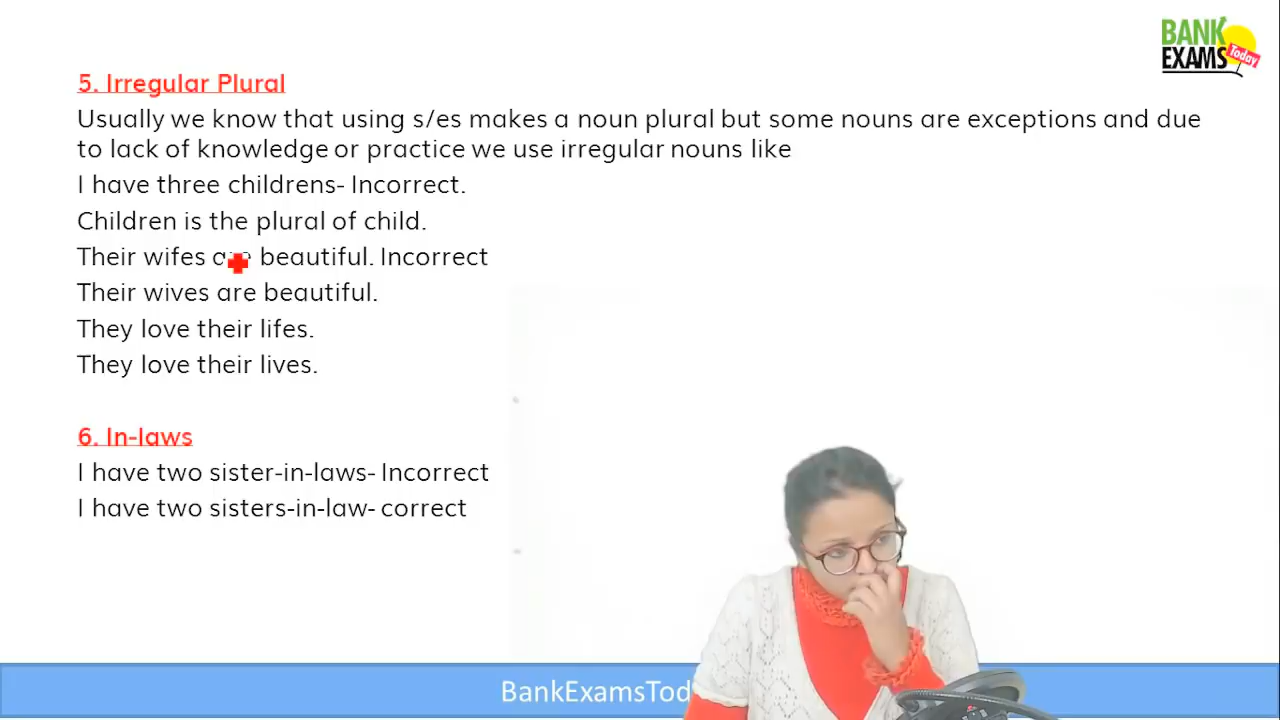 BANK
EXAMS
Today
5. Irregular Plural
Usually we know that using s/es makes a noun plural but some nouns are exceptions and due
to lack of knowledge or practice we use irregular nouns like
I have three childrens- Incorrect.
Children is the plural of child.
Their wifes are beautiful. Incorrect
Their wives are beautiful.
They love their lifes.
They love their lives.
6. In-laws
I have two sister-in-laws- Incorrect
I have two sisters-in-law- correct
BankExamsTod